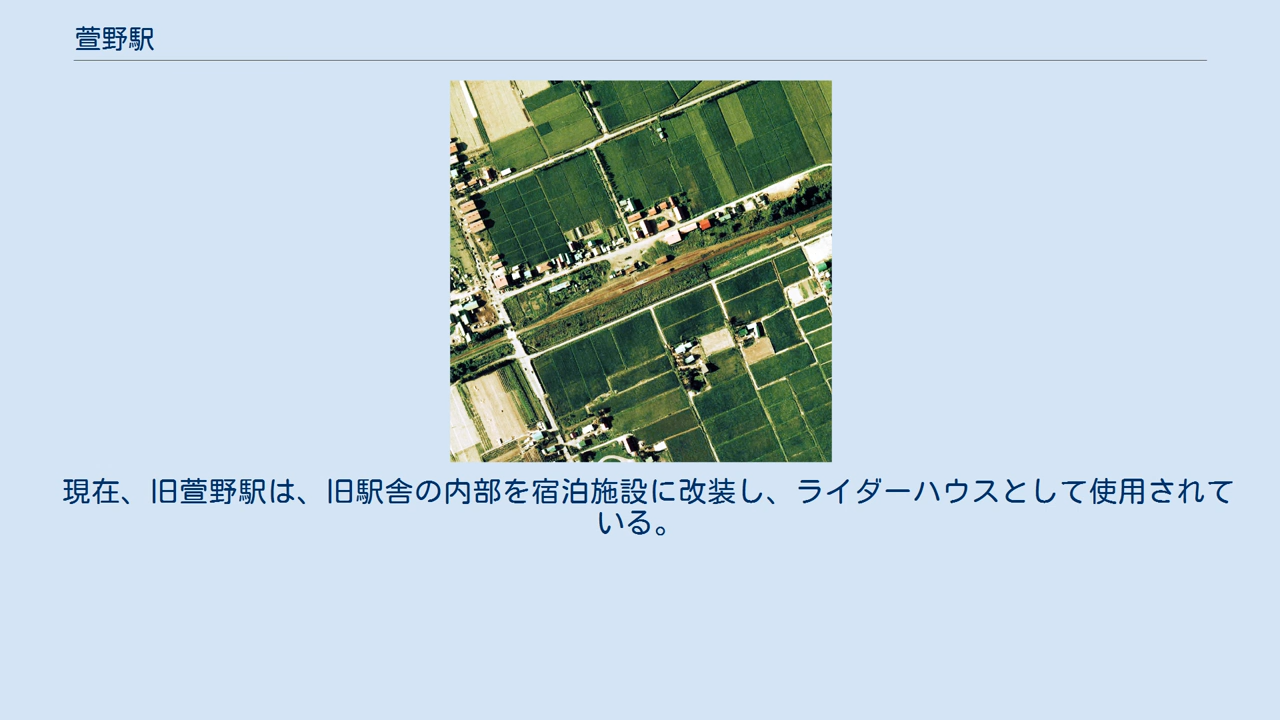 萱野駅
現在、旧萱野駅は、旧駅舎の内部を宿泊施設に改装し、ライダーハウスとして使用されて
いる。